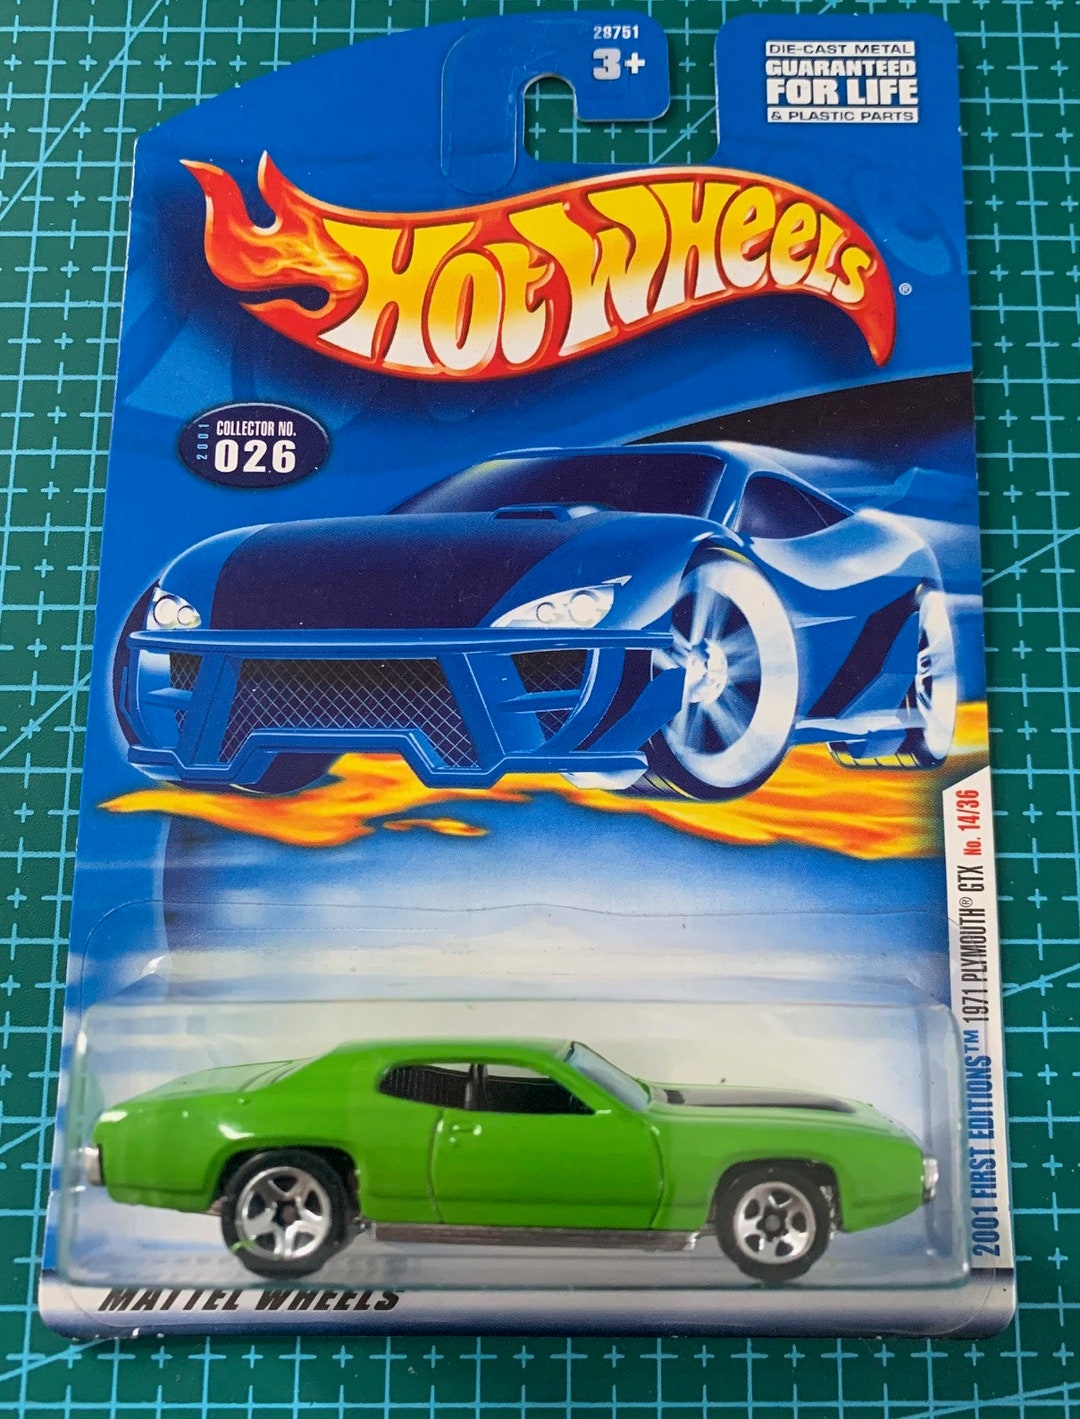 28751
3+
DIE-CAST METAL
GUARANTEED
FOR LIFE
& PLASTIC PARTS
HOT WHEELS®
2001
COLLECTOR NO.
026
2001 FIRST EDITIONS™ 1971 PLYMOUTH® GTX No. 14/36
MATTEL WHEELS